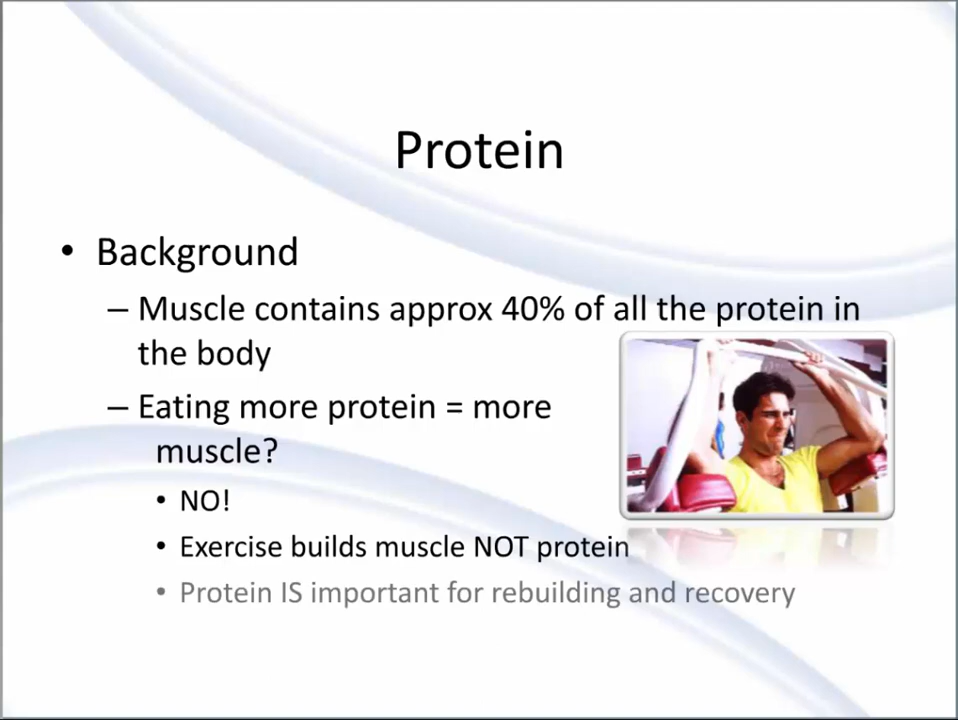 Protein
• Background
– Muscle contains approx 40% of all the protein in
the body
– Eating more protein = more
muscle?
• NO!
• Exercise builds muscle NOT protein
• Protein IS important for rebuilding and recovery